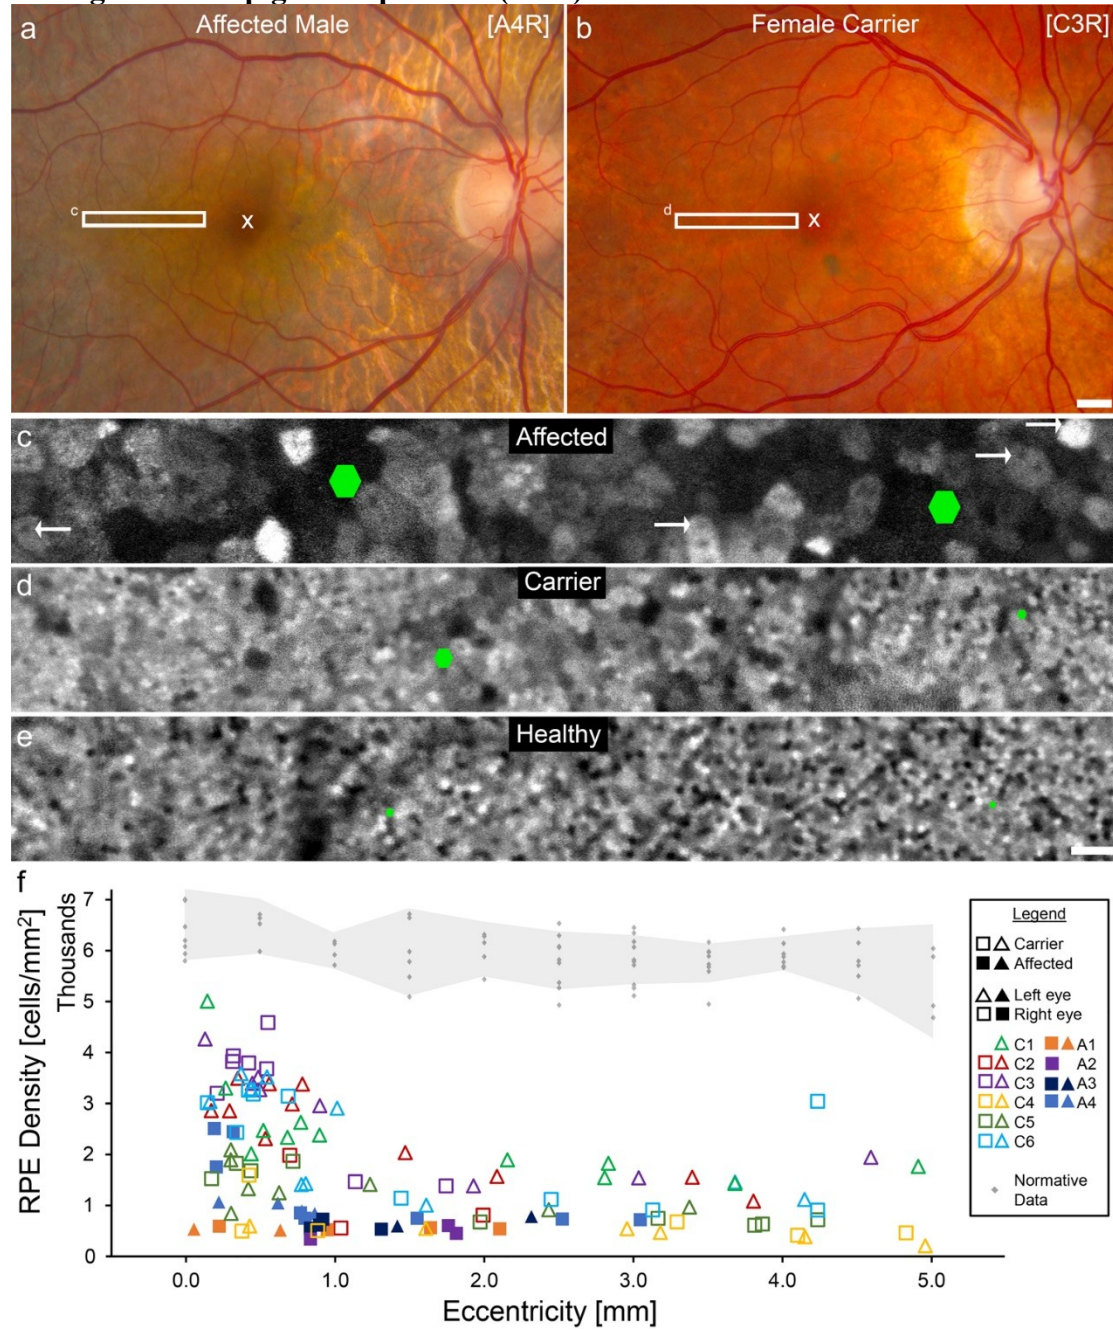 a Affected Male [A4R]
b Female Carrier [C3R]
c x
d x
c Affected
d Carrier
e Healthy
f
RPE Density [cells/mm²]
Thousands
7
6
5
4
3
2
1
0
0.0 1.0 2.0 3.0 4.0 5.0
Eccentricity [mm]
Legend
Carrier
Affected
Left eye
Right eye
C1 A1
C2 A2
C3 A3
C4 A4
C5
C6
Normative
Data